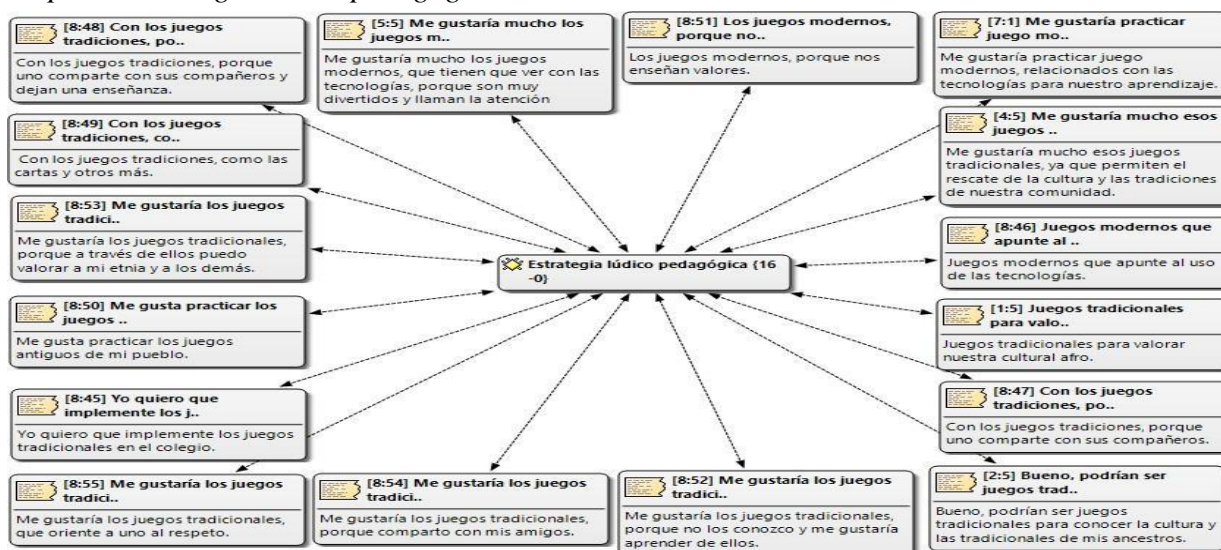 [8:48] Con los juegos
tradiciones, po..
Con los juegos tradiciones, porque
uno comparte con sus compañeros y
dejan una enseñanza.
[5:5] Me gustaría mucho los
juegos m..
Me gustaría mucho los juegos
modernos, que tienen que ver con las
tecnologías, porque son muy
divertidos y llaman la atención
[8:51] Los juegos modernos,
porque no..
Los juegos modernos, porque nos
enseñan valores.
[7:1] Me gustaría practicar
juego mo..
Me gustaría practicar juego
modernos, relacionados con las
tecnologías para nuestro aprendizaje.
[8:49] Con los juegos
tradiciones, co..
Con los juegos tradiciones, como las
cartas y otros más.
[4:5] Me gustaría mucho esos
juegos ..
Me gustaría mucho esos juegos
tradicionales, ya que permiten el
rescate de la cultura y las tradiciones
de nuestra comunidad.
[8:53] Me gustaría los juegos
tradici..
Me gustaría los juegos tradicionales,
porque a través de ellos puedo
valorar a mi etnia y a los demás.
[8:46] Juegos modernos que
apunte al ..
Juegos modernos que apunte al uso
de las tecnologías.
Estrategia lúdico pedagógica {16
-0}
[8:50] Me gusta practicar los
juegos ..
Me gusta practicar los juegos
antiguos de mi pueblo.
[1:5] Juegos tradicionales
para valo..
Juegos tradicionales para valorar
nuestra cultural afro.
[8:45] Yo quiero que
implemente los j..
Yo quiero que implemente los juegos
tradicionales en el colegio.
[8:47] Con los juegos
tradiciones, po..
Con los juegos tradiciones, porque
uno comparte con sus compañeros.
[8:55] Me gustaría los juegos
tradici..
Me gustaría los juegos tradicionales,
que oriente a uno al respeto.
[8:54] Me gustaría los juegos
tradici..
Me gustaría los juegos tradicionales,
porque comparto con mis amigos.
[8:52] Me gustaría los juegos
tradici..
Me gustaría los juegos tradicionales,
porque no los conozco y me gustaría
aprender de ellos.
[2:5] Bueno, podrían ser
juegos trad..
Bueno, podrían ser juegos
tradicionales para conocer la cultura y
las tradicionales de mis ancestros.